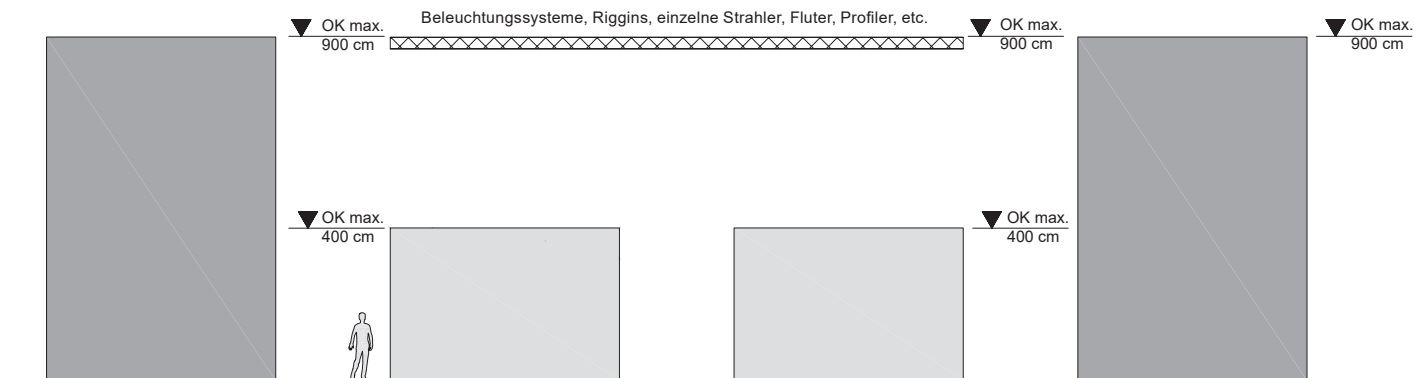 Beleuchtungssysteme, Riggins, einzelne Strahler, Fluter, Profiler, etc.
OK max.
900 cm
OK max.
900 cm
OK max.
900 cm
OK max.
400 cm
OK max.
400 cm